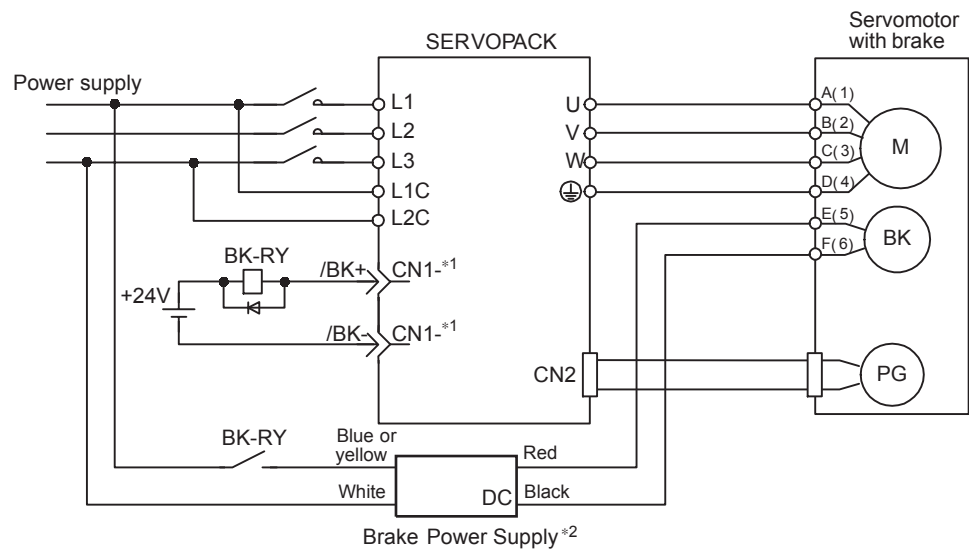 Servomotor
with brake
SERVOPACK
Power supply
L1
L2
L3
L1C
L2C
U
V
W
A(1)
B(2)
C(3)
D(4)
M
E(5)
F(6)
BK
BK-RY
/BK+
CN1-*1
+24V
/BK-
CN1-*1
CN2
PG
BK-RY
Blue or
yellow
White
DC
Red
Black
Brake Power Supply*2